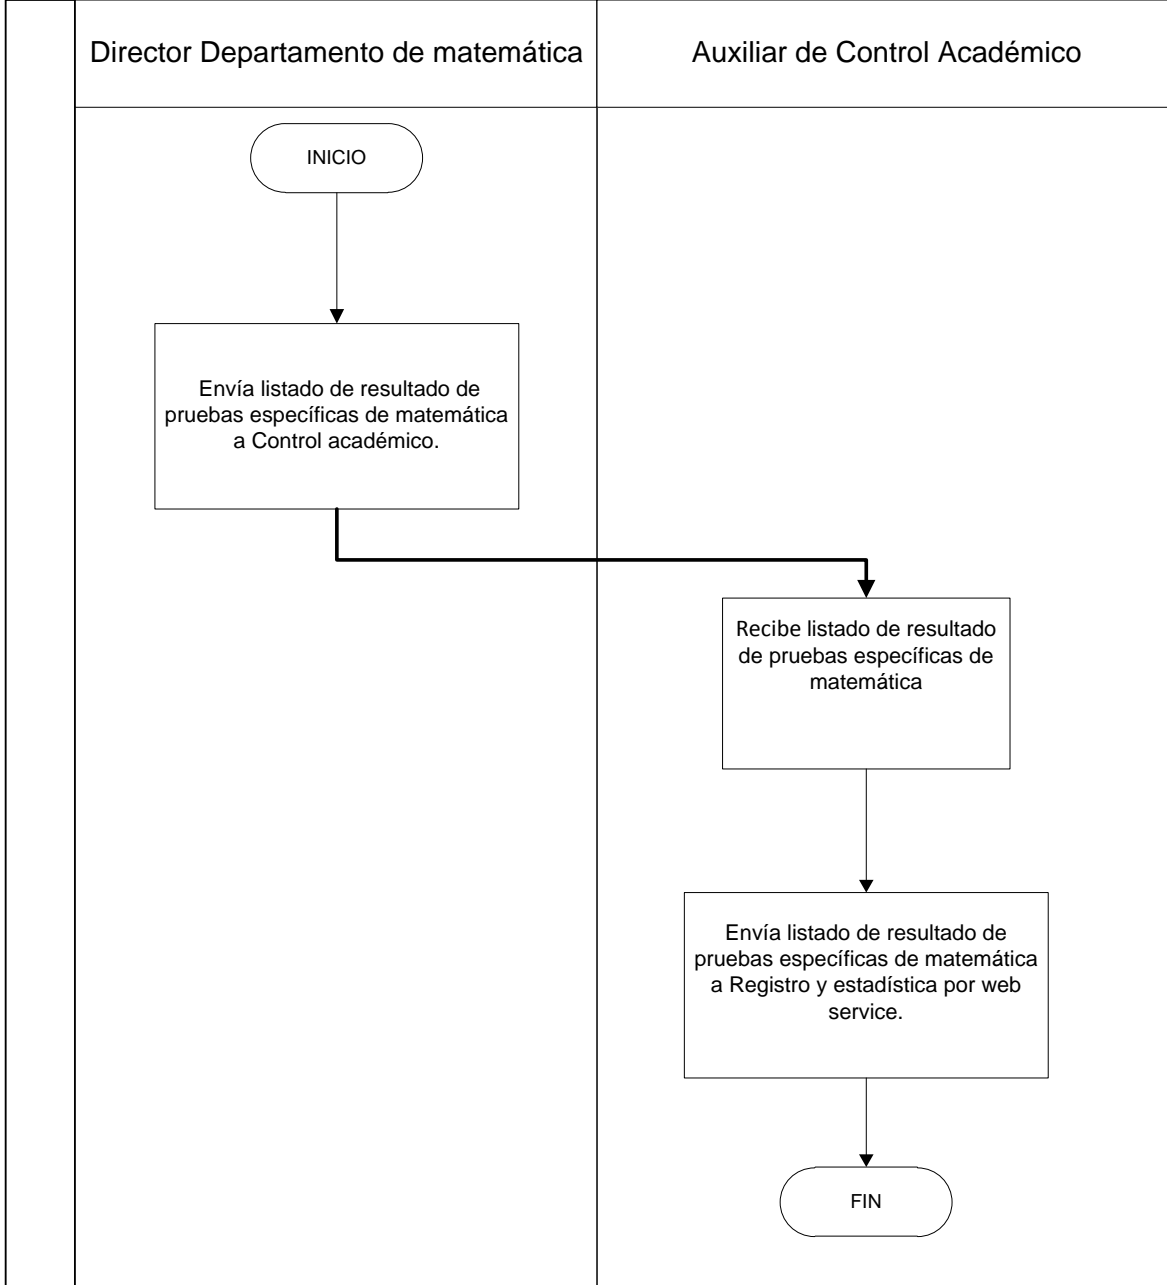 Director Departamento de matemática
Auxiliar de Control Académico
INICIO
Envía listado de resultado de
pruebas específicas de matemática
a Control académico.
Recibe listado de resultado
de pruebas específicas de
matemática
Envía listado de resultado de
pruebas específicas de matemática
a Registro y estadística por web
service.
FIN